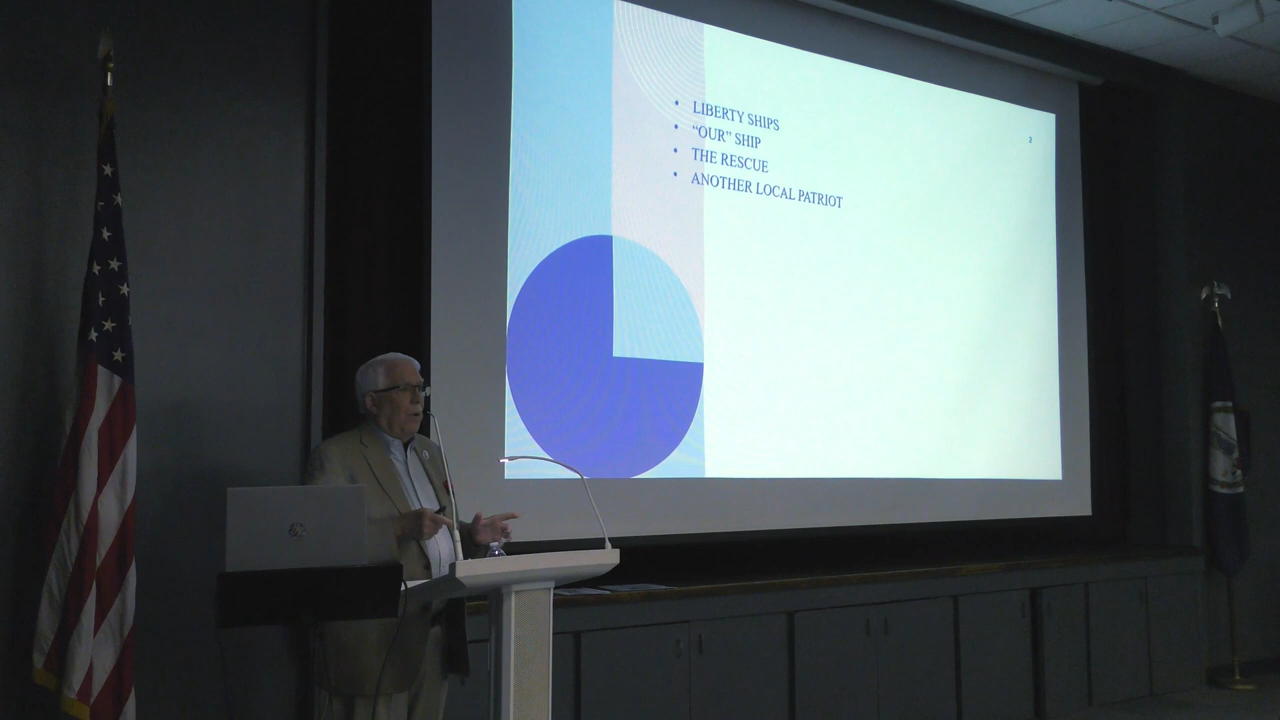 • LIBERTY SHIPS
• “OUR” SHIP
• THE RESCUE
• ANOTHER LOCAL PATRIOT
2